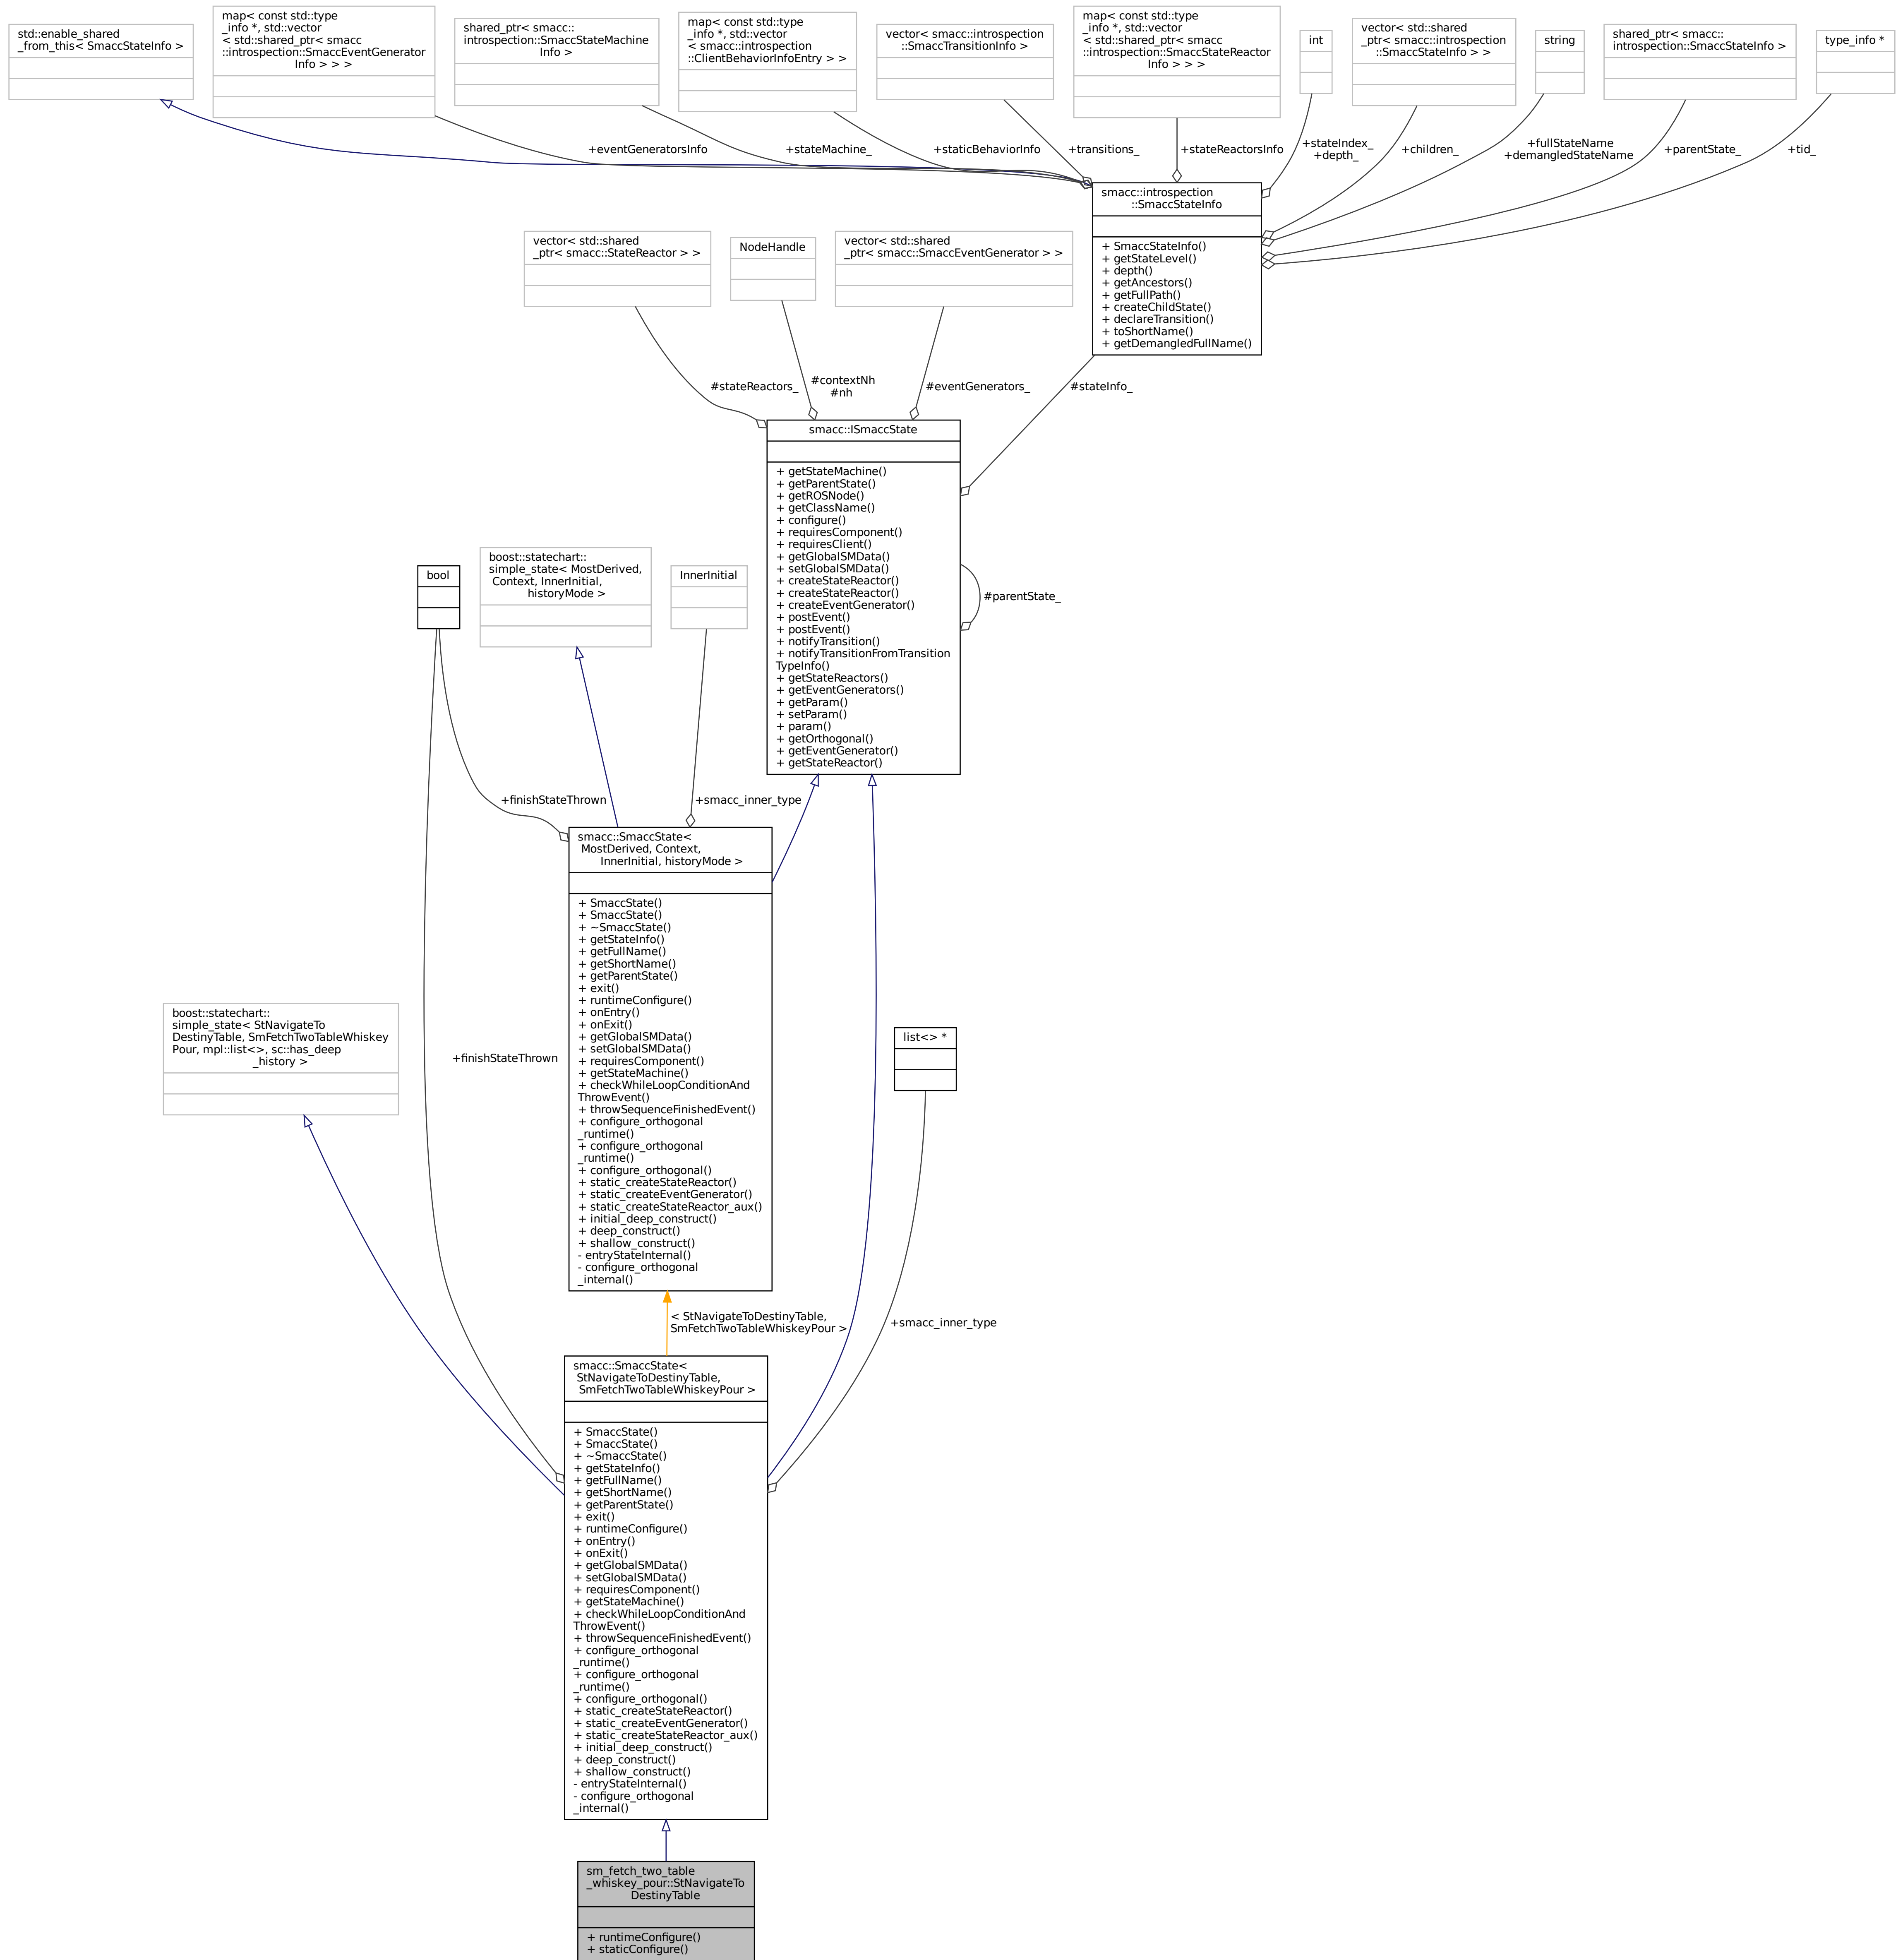 std::enable_shared
_from_this< SmaccStateInfo >
map< const std::type
_info *, std::vector
< std::shared_ptr< smacc
::introspection::SmaccEventGenerator
Info > > >
shared_ptr< smacc::
introspection::SmaccStateMachine
Info >
map< const std::type
_info *, std::vector
< smacc::introspection
::ClientBehaviorInfoEntry > >
vector< smacc::introspection
::SmaccTransitionInfo >
map< const std::type
_info *, std::vector
< std::shared_ptr< smacc
::introspection::SmaccStateReactor
Info > > >
int
vector< std::shared
_ptr< smacc::introspection
::SmaccStateInfo > >
string
shared_ptr< smacc::
introspection::SmaccStateInfo >
type_info *
+eventGeneratorsInfo
+stateMachine_
+staticBehaviorInfo
+transitions_
+stateReactorsInfo
+stateIndex_
+depth_
+children_
+fullStateName
+demangledStateName
+parentState_
+tid_
smacc::introspection
::SmaccStateInfo
+ SmaccStateInfo()
+ getStateLevel()
+ depth()
+ getAncestors()
+ getFullPath()
+ createChildState()
+ declareTransition()
+ toShortName()
+ getDemangledFullName()
vector< std::shared
_ptr< smacc::StateReactor > >
NodeHandle
vector< std::shared
_ptr< smacc::SmaccEventGenerator > >
#stateReactors_
#contextNh
#nh
#eventGenerators_
#stateInfo_
smacc::ISmaccState
+ getStateMachine()
+ getParentState()
+ getROSNode()
+ getClassName()
+ configure()
+ requiresComponent()
+ requiresClient()
+ getGlobalSMData()
+ setGlobalSMData()
+ createStateReactor()
+ createStateReactor()
+ createEventGenerator()
+ postEvent()
+ postEvent()
+ notifyTransition()
+ notifyTransitionFromTransition
TypeInfo()
+ getStateReactors()
+ getEventGenerators()
+ getParam()
+ setParam()
+ param()
+ getOrthogonal()
+ getEventGenerator()
+ getStateReactor()
#parentState_
bool
boost::statechart::
simple_state< MostDerived,
Context, InnerInitial,
historyMode >
InnerInitial
+finishStateThrown
+smacc_inner_type
smacc::SmaccState<
MostDerived, Context,
InnerInitial, historyMode >
+ SmaccState()
+ SmaccState()
+ ~SmaccState()
+ getStateInfo()
+ getFullName()
+ getShortName()
+ getParentState()
+ exit()
+ runtimeConfigure()
+ onEntry()
+ onExit()
+ getGlobalSMData()
+ setGlobalSMData()
+ requiresComponent()
+ getStateMachine()
+ checkWhileLoopConditionAnd
ThrowEvent()
+ throwSequenceFinishedEvent()
+ configure_orthogonal
_runtime()
+ configure_orthogonal
_runtime()
+ configure_orthogonal()
+ static_createStateReactor()
+ static_createEventGenerator()
+ static_createStateReactor_aux()
+ initial_deep_construct()
+ deep_construct()
+ shallow_construct()
- entryStateInternal()
- configure_orthogonal
_internal()
boost::statechart::
simple_state< StNavigateTo
DestinyTable, SmFetchTwoTableWhiskey
Pour, mpl::list<>, sc::has_deep
_history >
+finishStateThrown
list<> *
< StNavigateToDestinyTable,
SmFetchTwoTableWhiskeyPour >
+smacc_inner_type
smacc::SmaccState<
StNavigateToDestinyTable,
SmFetchTwoTableWhiskeyPour >
+ SmaccState()
+ SmaccState()
+ ~SmaccState()
+ getStateInfo()
+ getFullName()
+ getShortName()
+ getParentState()
+ exit()
+ runtimeConfigure()
+ onEntry()
+ onExit()
+ getGlobalSMData()
+ setGlobalSMData()
+ requiresComponent()
+ getStateMachine()
+ checkWhileLoopConditionAnd
ThrowEvent()
+ throwSequenceFinishedEvent()
+ configure_orthogonal
_runtime()
+ configure_orthogonal
_runtime()
+ configure_orthogonal()
+ static_createStateReactor()
+ static_createEventGenerator()
+ static_createStateReactor_aux()
+ initial_deep_construct()
+ deep_construct()
+ shallow_construct()
- entryStateInternal()
- configure_orthogonal
_internal()
sm_fetch_two_table
_whiskey_pour::StNavigateTo
DestinyTable
+ runtimeConfigure()
+ staticConfigure()